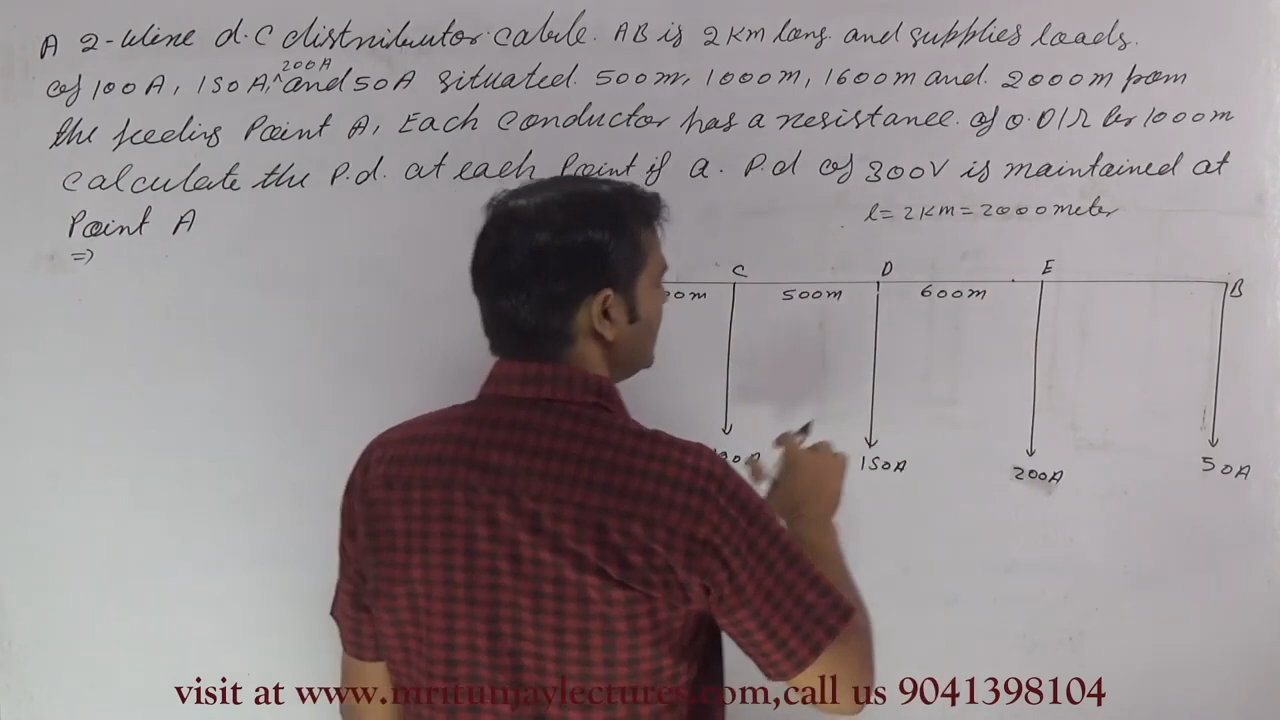 A 2-wire d.c distributor cable. AB is 2 Km long. and supplies loads.
200A
of 100A, 150A,^ and 50A situated. 500m, 1000m, 1600m and. 2000m from
the feeding Point A, Each conductor has a resistance. of 0.01Ω Per 1000m
Calculate the P.d. at each Point if a. P.d of 300V is maintained at
Point A
l = 2 Km = 2000 meter
=>
C D E
500m 600m B
150A 200A 50A
visit at www.mritunjaylectures.com,call us 9041398104